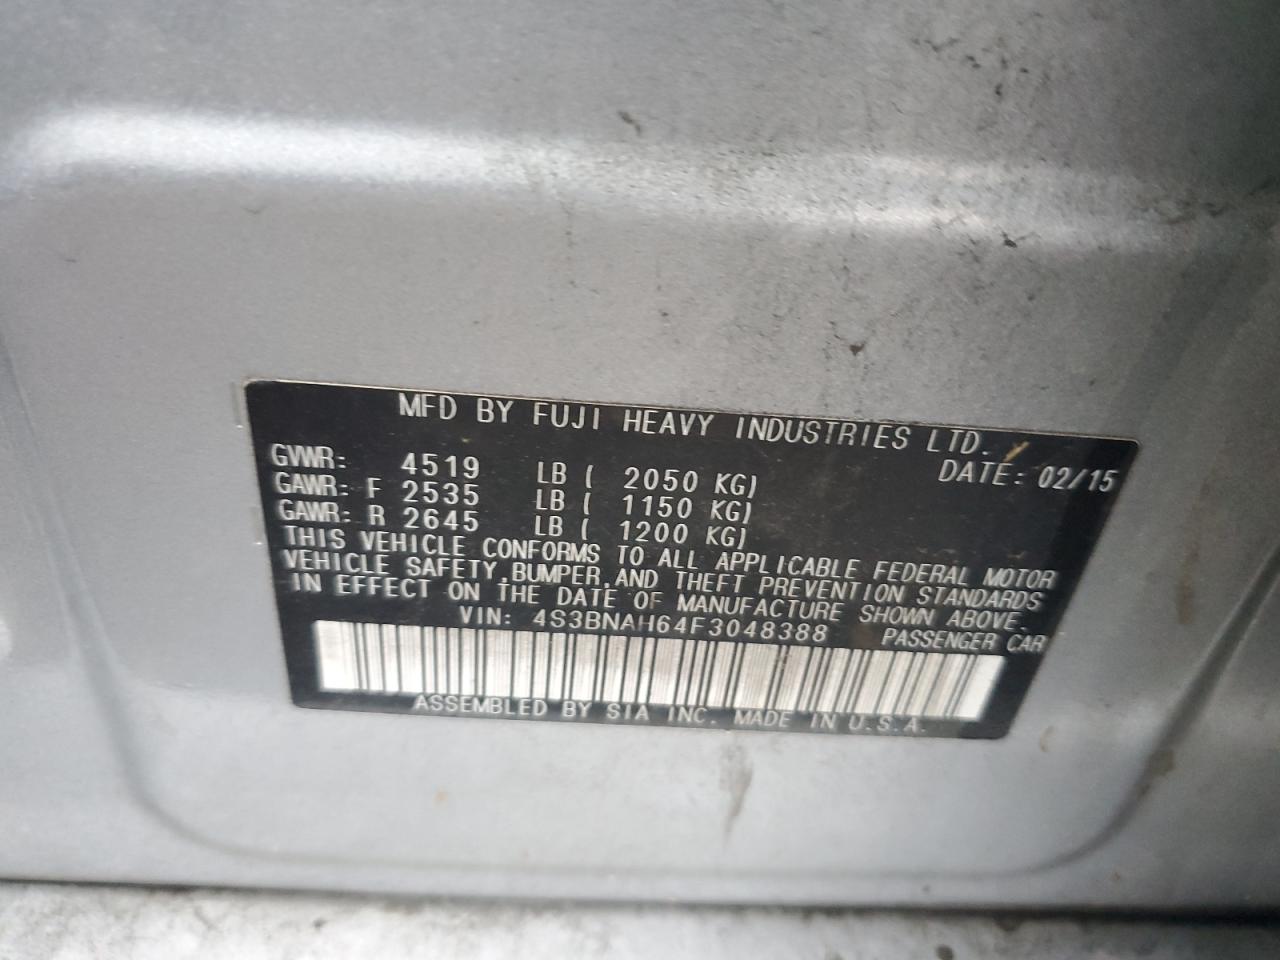 MFD BY FUJI HEAVY INDUSTRIES LTD.
DATE: 02/15
GVWR: 4519 LB ( 2050 KG)
GAWR: F 2535 LB ( 1150 KG)
GAWR: R 2645 LB ( 1200 KG)
THIS VEHICLE CONFORMS TO ALL APPLICABLE FEDERAL MOTOR
VEHICLE SAFETY, BUMPER, AND THEFT PREVENTION STANDARDS
IN EFFECT ON THE DATE OF MANUFACTURE SHOWN ABOVE.
VIN: 4S3BNAH64F3048388 PASSENGER CAR
ASSEMBLED BY SIA INC. MADE IN U.S.A.